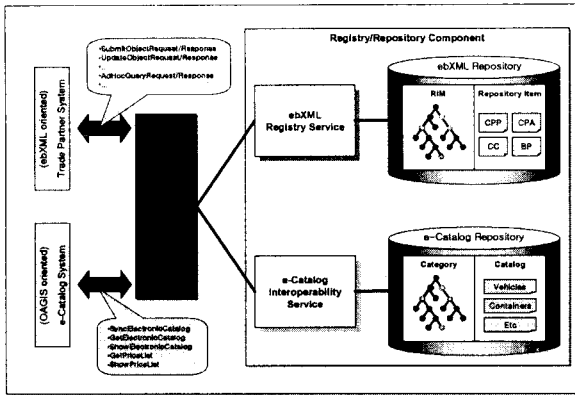 Registry/Repository Component
•SubmitObjectRequest/Response
•UpdateObjectRequest/Response
•...
•AdHocQueryRequest/Response
•...
(ebXML oriented)
Trade Partner System
ebXML
Registry Service
ebXML Repository
RIM
Repository Item
CPP
CPA
CC
BP
(OAGIS oriented)
e-Catalog System
e-Catalog
Interoperability
Service
e-Catalog Repository
Category
Catalog
Vehicles
Containers
Etc
•SyncElectronicCatalog
•GetElectronicCatalog
•ShowElectronicCatalog
•GetPriceList
•ShowPriceList